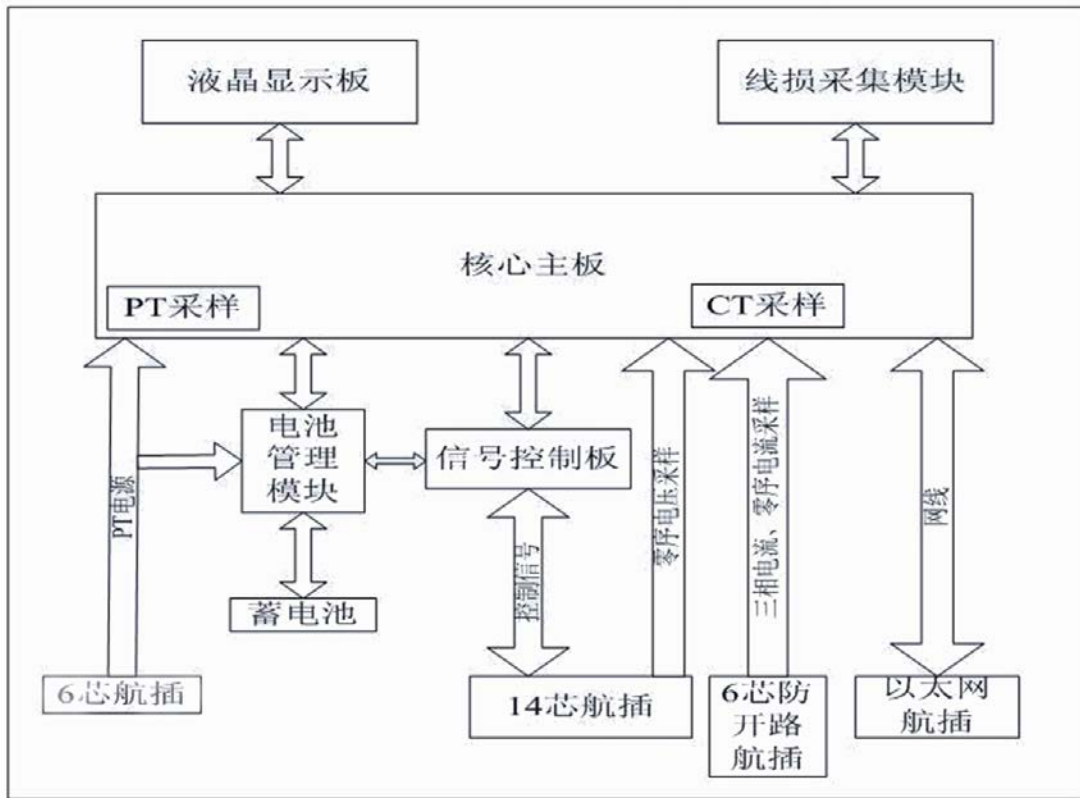 液晶显示板
线损采集模块
核心主板
PT采样
CT采样
电池
管理
模块
信号控制板
PT电源
控制信号
零序电压采样
三相电流、零序电流采样
网线
蓄电池
6芯航插
14芯航插
6芯防
开路
航插
以太网
航插